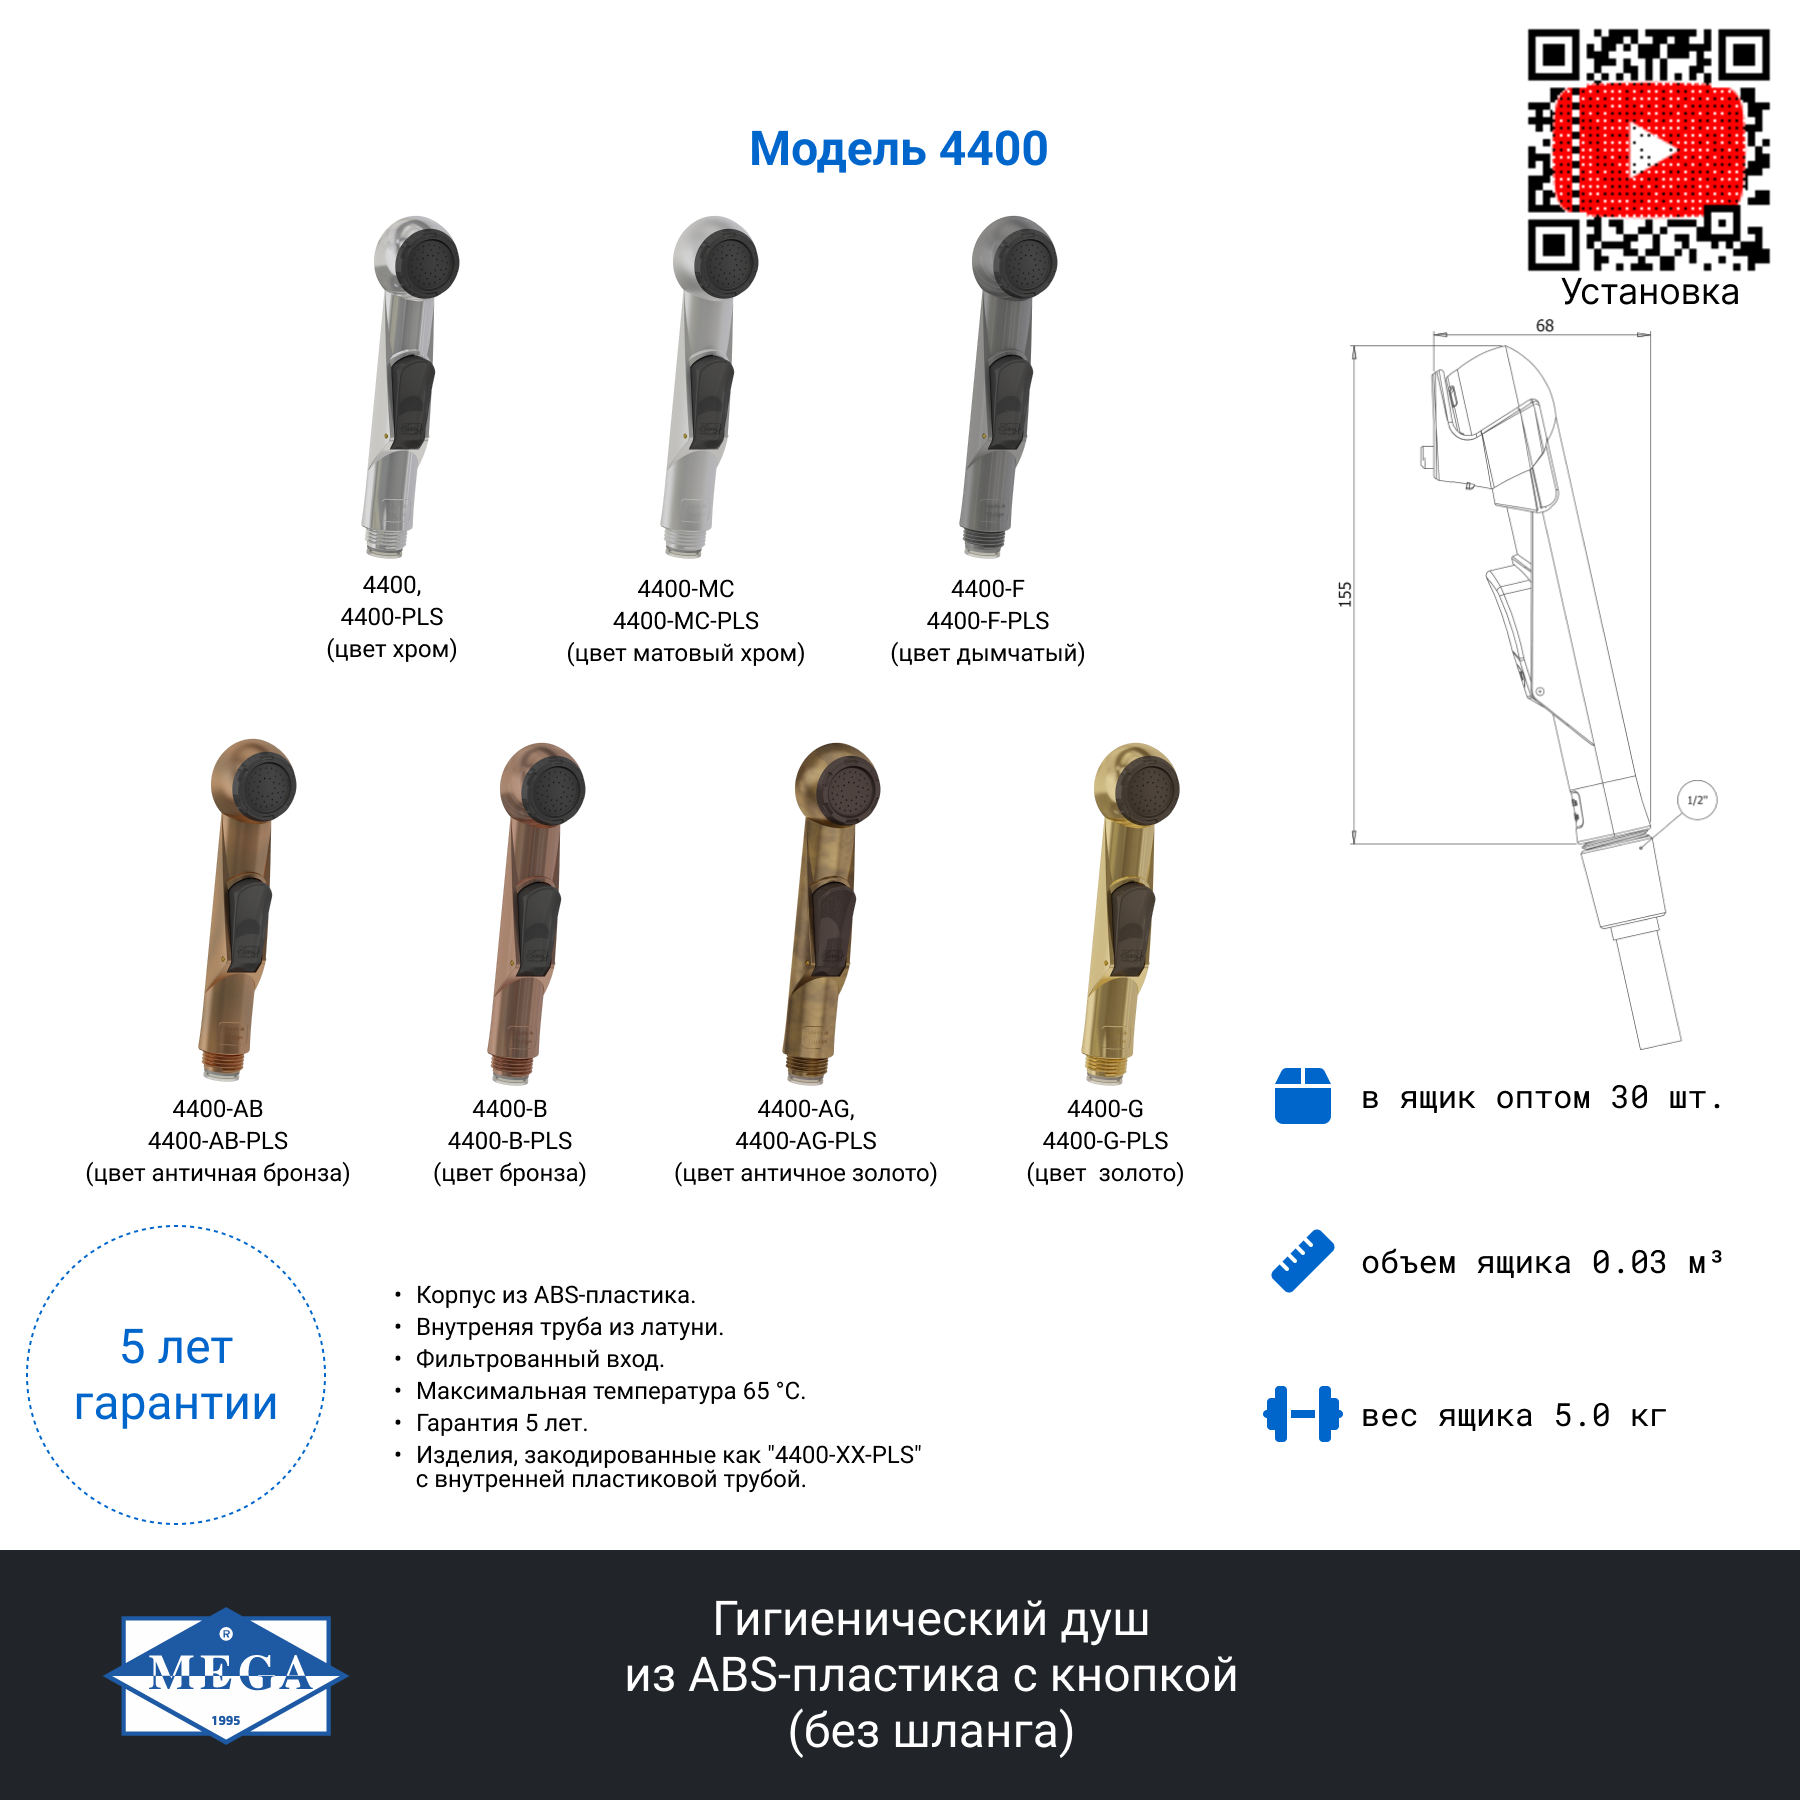 Модель 4400
Установка
68
155
1/2"
4400,
4400-PLS
(цвет хром)
4400-MC
4400-MC-PLS
(цвет матовый хром)
4400-F
4400-F-PLS
(цвет дымчатый)
4400-AB
4400-AB-PLS
(цвет античная бронза)
4400-B
4400-B-PLS
(цвет бронза)
4400-AG,
4400-AG-PLS
(цвет античное золото)
4400-G
4400-G-PLS
(цвет  золото)
в ящик оптом 30 шт.
объем ящика 0.03 м³
вес ящика 5.0 кг
5 лет
гарантии
• Корпус из ABS-пластика.
• Внутреняя труба из латуни.
• Фильтрованный вход.
• Максимальная температура 65 °C.
• Гарантия 5 лет.
• Изделия, закодированные как "4400-XX-PLS"
с внутренней пластиковой трубой.
®
MEGA
1995
Гигиенический душ
из ABS-пластика с кнопкой
(без шланга)